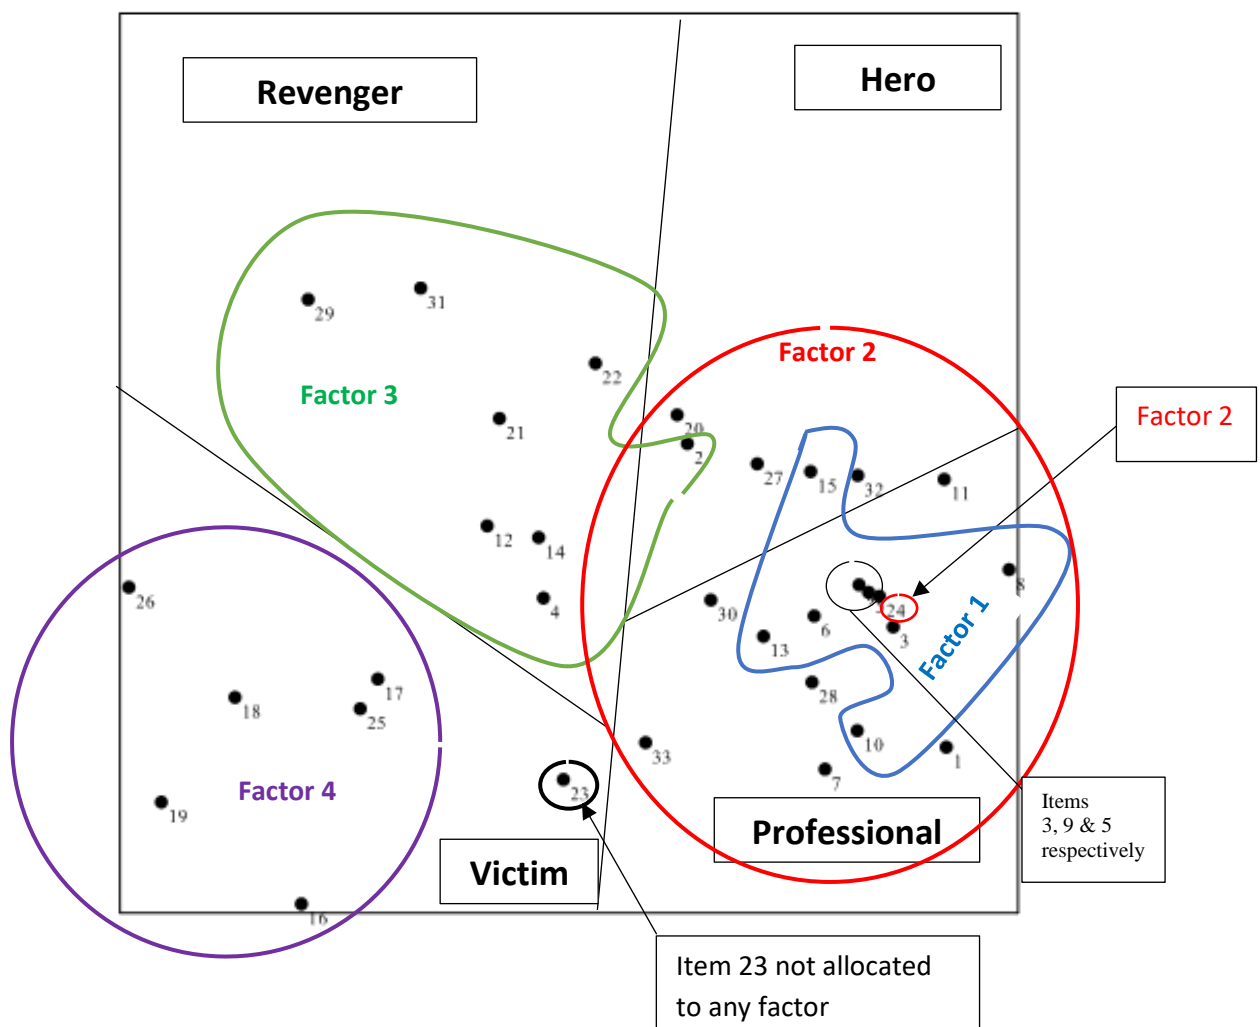 Revenger
Hero
29
31
Factor 2
22
Factor 3
Factor 2
21
20
2
27
15
32
11
12
14
8
26
4
30
24
6
3
13
Factor 1
17
18
28
25
10
33
1
7
23
Factor 4
19
Items
3, 9 & 5
respectively
Professional
Victim
16
Item 23 not allocated
to any factor